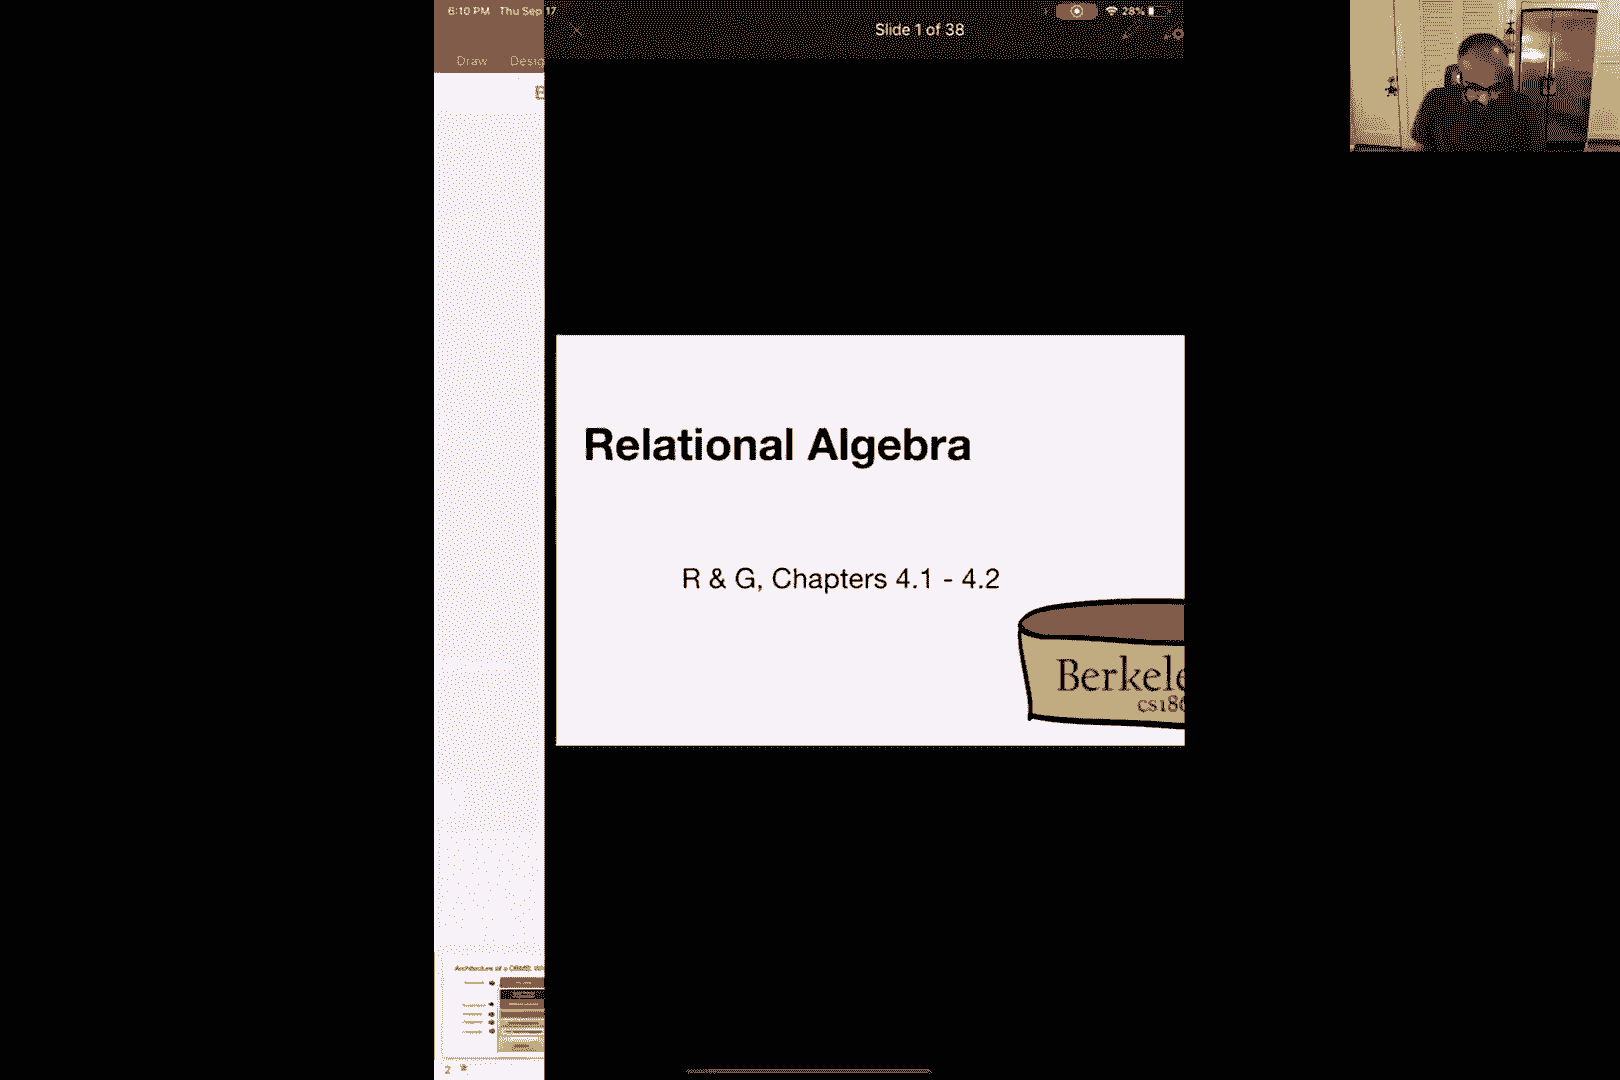 6:10 PM Thu Sep 17
28%
Slide 1 of 38
Draw Desig
Relational Algebra
R & G, Chapters 4.1 - 4.2
Berkele
cs186
Architecture of a DBMS:
2